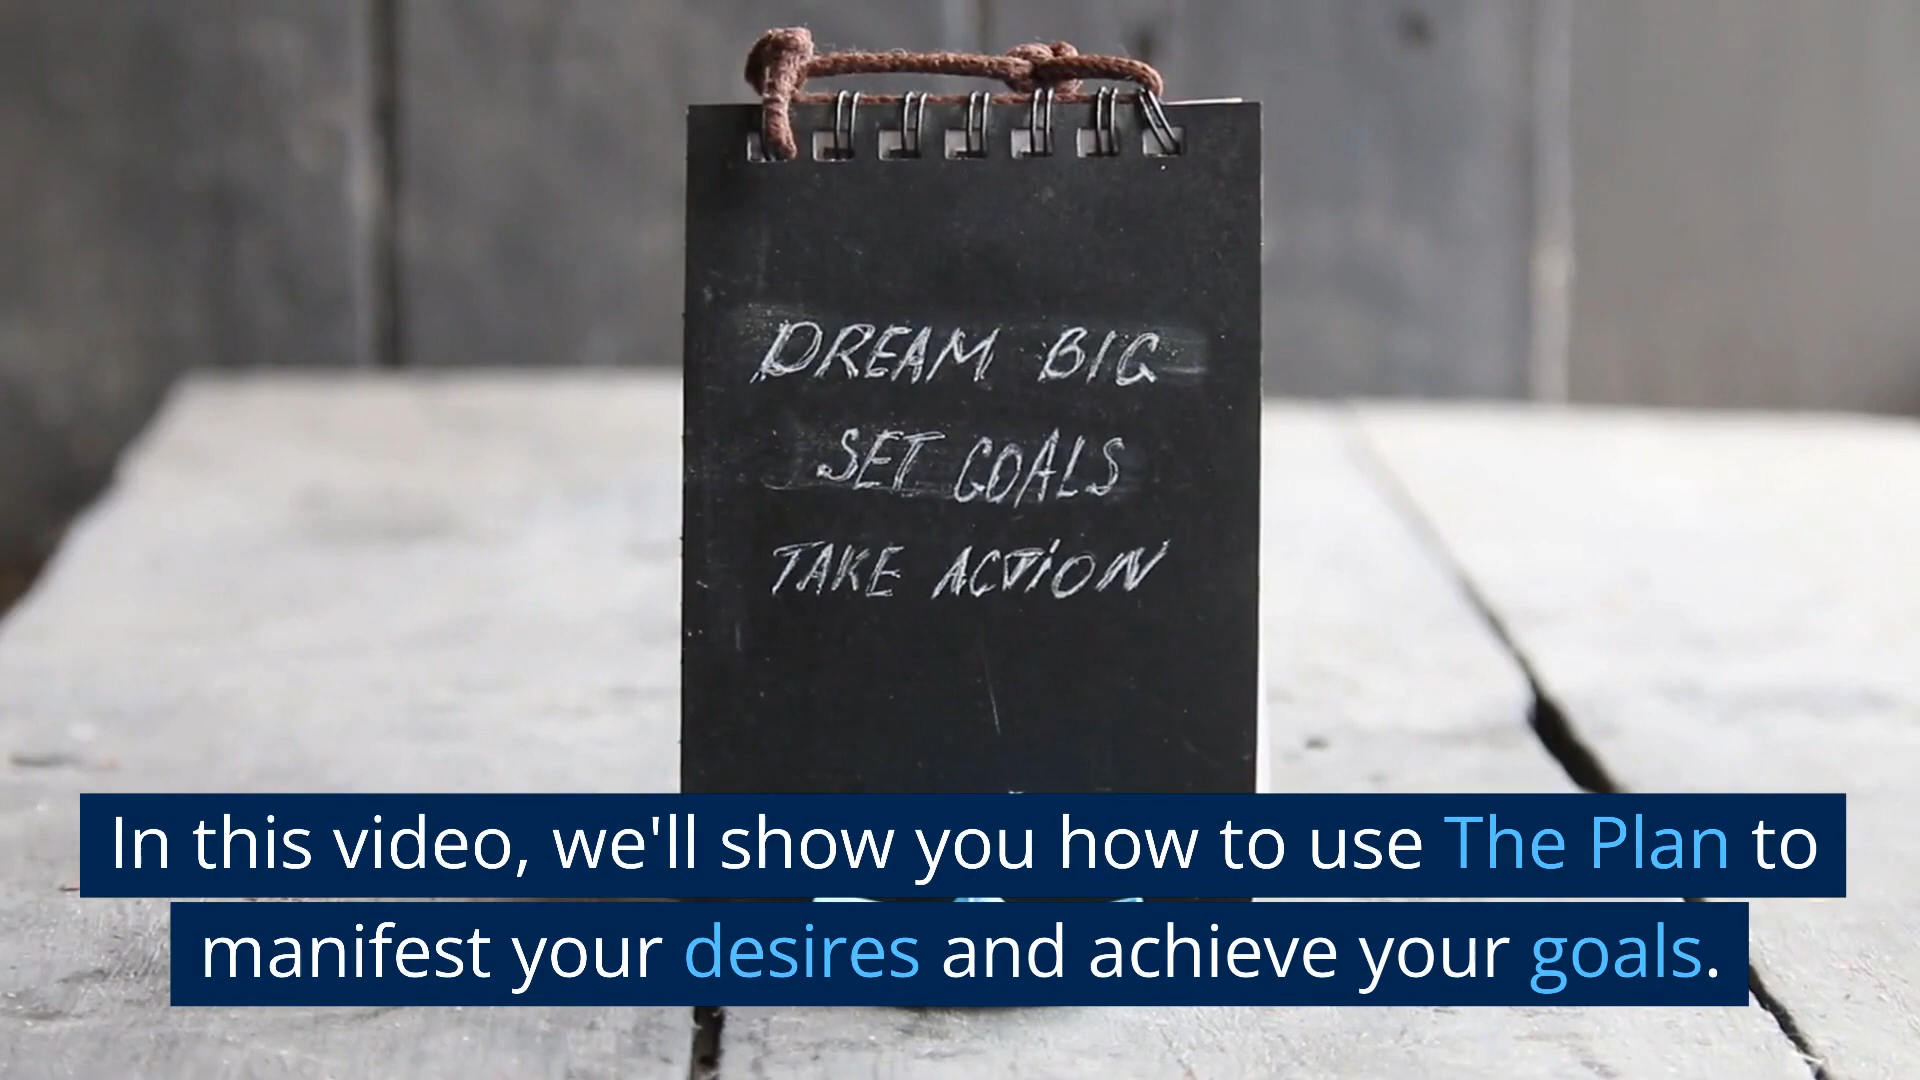 DREAM BIG
SET GOALS
TAKE ACTION
In this video, we'll show you how to use The Plan to
manifest your desires and achieve your goals.